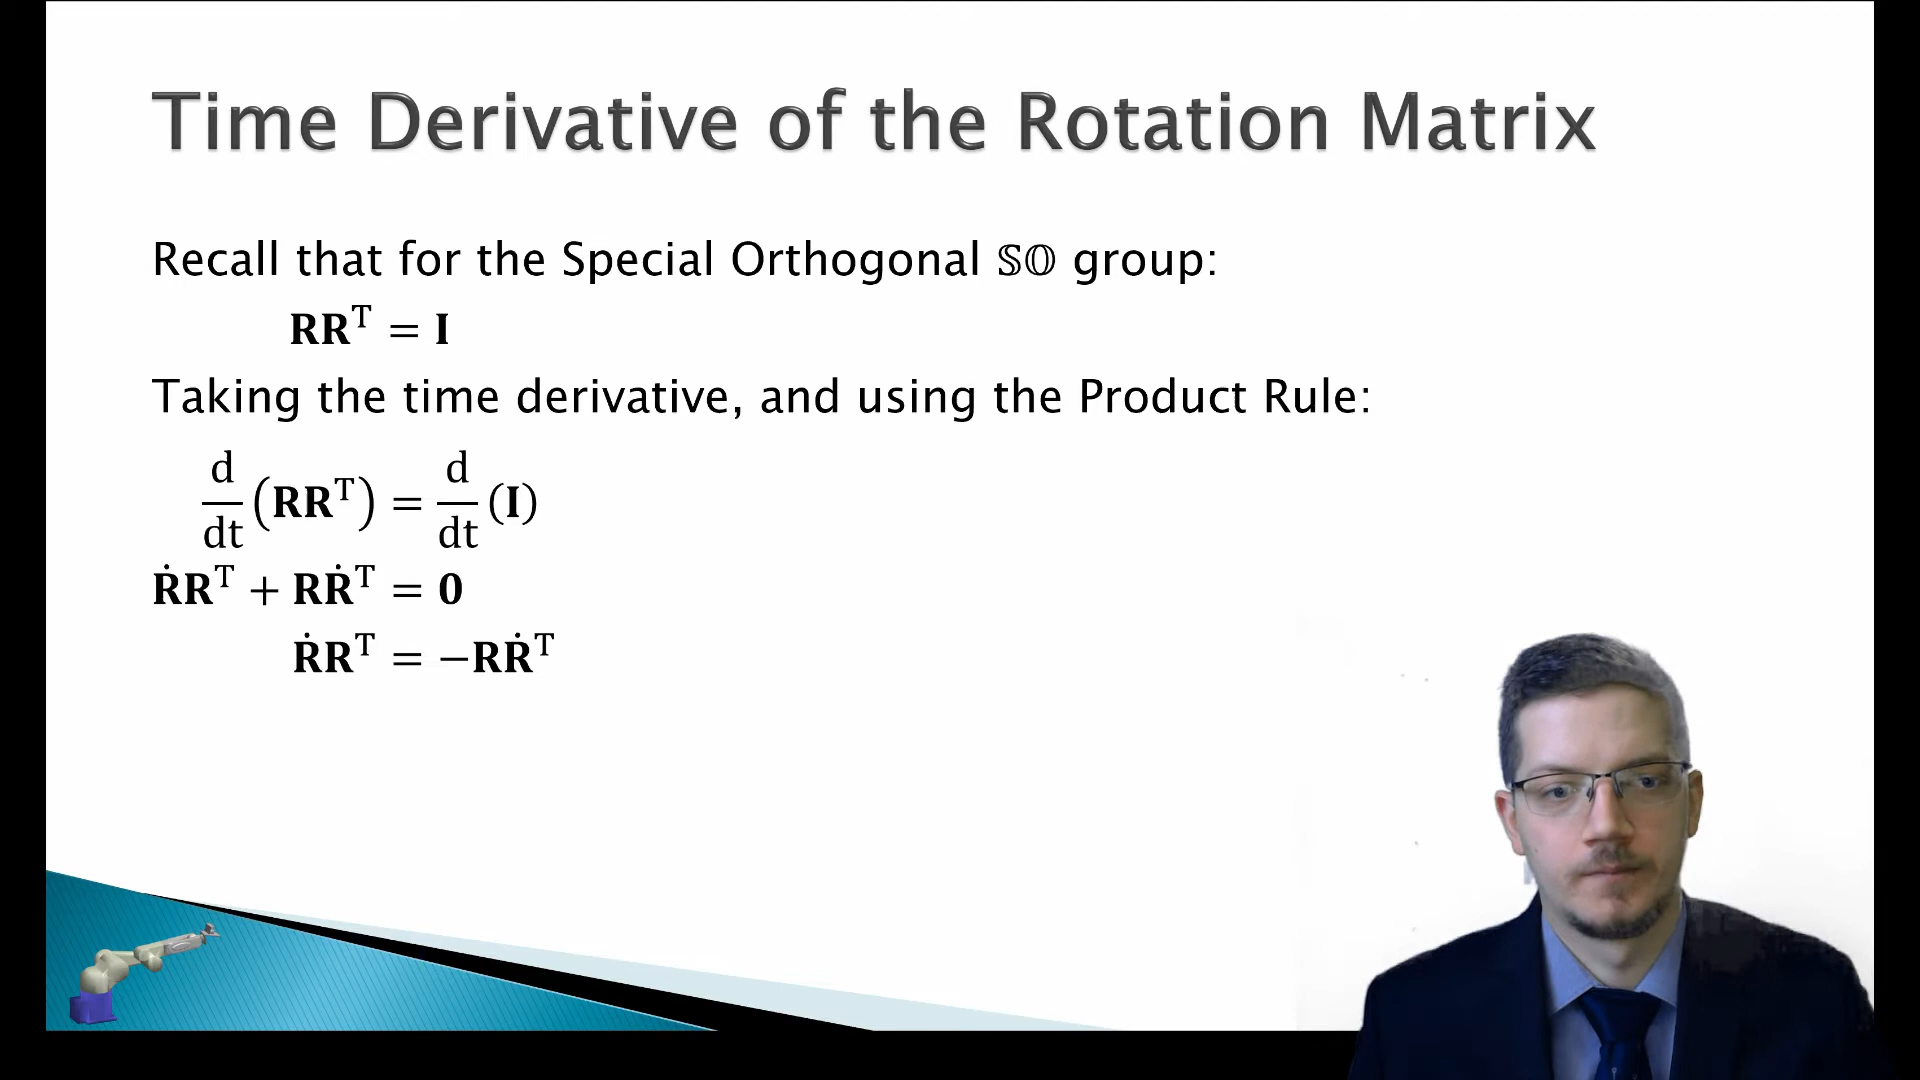 Time Derivative of the Rotation Matrix
Recall that for the Special Orthogonal 𝕊𝕆 group:
𝐑𝐑ᵀ = 𝐈
Taking the time derivative, and using the Product Rule:
d/dt (𝐑𝐑ᵀ) = d/dt (𝐈)
𝐑̇𝐑ᵀ + 𝐑𝐑̇ᵀ = 𝟎
𝐑̇𝐑ᵀ = −𝐑𝐑̇ᵀ